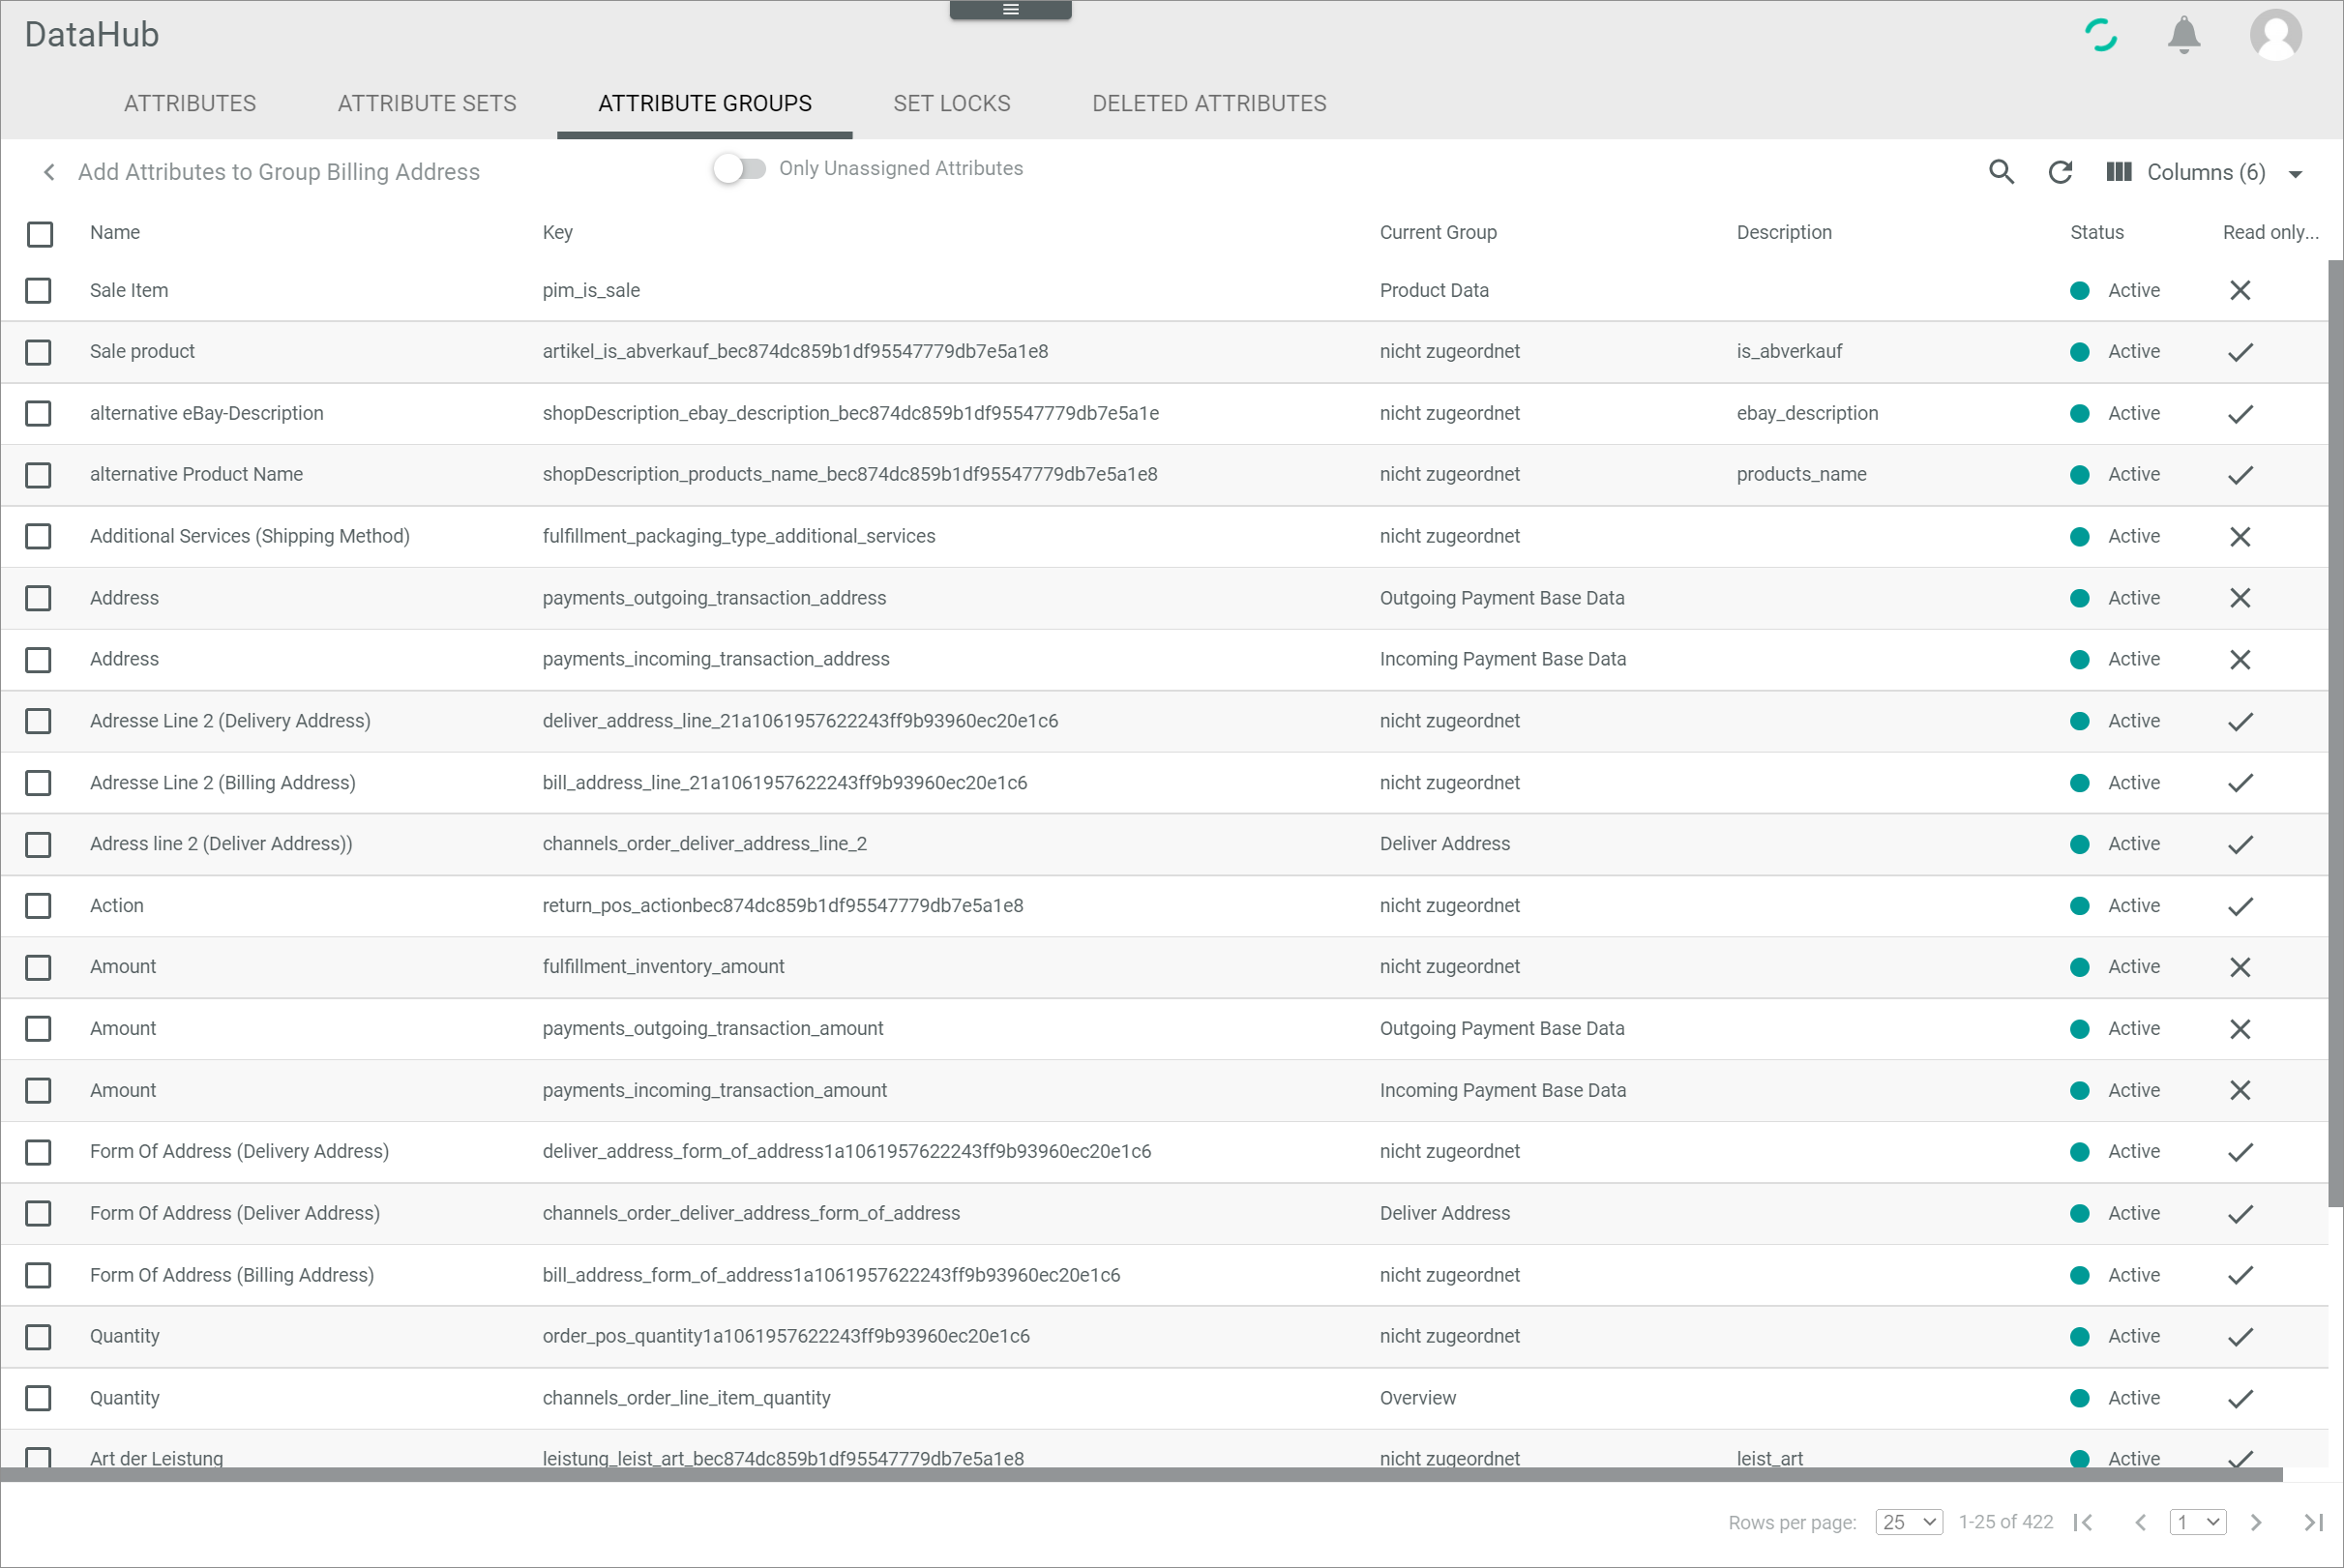 DataHub
ATTRIBUTES ATTRIBUTE SETS ATTRIBUTE GROUPS SET LOCKS DELETED ATTRIBUTES
Add Attributes to Group Billing Address Only Unassigned Attributes Columns (6)
Name Key Current Group Description Status Read only...
Sale Item pim_is_sale Product Data Active
Sale product artikel_is_abverkauf_bec874dc859b1df95547779db7e5a1e8 nicht zugeordnet is_abverkauf Active
alternative eBay-Description shopDescription_ebay_description_bec874dc859b1df95547779db7e5a1e nicht zugeordnet ebay_description Active
alternative Product Name shopDescription_products_name_bec874dc859b1df95547779db7e5a1e8 nicht zugeordnet products_name Active
Additional Services (Shipping Method) fulfillment_packaging_type_additional_services nicht zugeordnet Active
Address payments_outgoing_transaction_address Outgoing Payment Base Data Active
Address payments_incoming_transaction_address Incoming Payment Base Data Active
Adresse Line 2 (Delivery Address) deliver_address_line_21a1061957622243ff9b93960ec20e1c6 nicht zugeordnet Active
Adresse Line 2 (Billing Address) bill_address_line_21a1061957622243ff9b93960ec20e1c6 nicht zugeordnet Active
Adress line 2 (Deliver Address)) channels_order_deliver_address_line_2 Deliver Address Active
Action return_pos_actionbec874dc859b1df95547779db7e5a1e8 nicht zugeordnet Active
Amount fulfillment_inventory_amount nicht zugeordnet Active
Amount payments_outgoing_transaction_amount Outgoing Payment Base Data Active
Amount payments_incoming_transaction_amount Incoming Payment Base Data Active
Form Of Address (Delivery Address) deliver_address_form_of_address1a1061957622243ff9b93960ec20e1c6 nicht zugeordnet Active
Form Of Address (Deliver Address) channels_order_deliver_address_form_of_address Deliver Address Active
Form Of Address (Billing Address) bill_address_form_of_address1a1061957622243ff9b93960ec20e1c6 nicht zugeordnet Active
Quantity order_pos_quantity1a1061957622243ff9b93960ec20e1c6 nicht zugeordnet Active
Quantity channels_order_line_item_quantity Overview Active
Art der Leistung leistung_leist_art_bec874dc859b1df95547779db7e5a1e8 nicht zugeordnet leist_art Active
Rows per page: 25 1-25 of 422 1